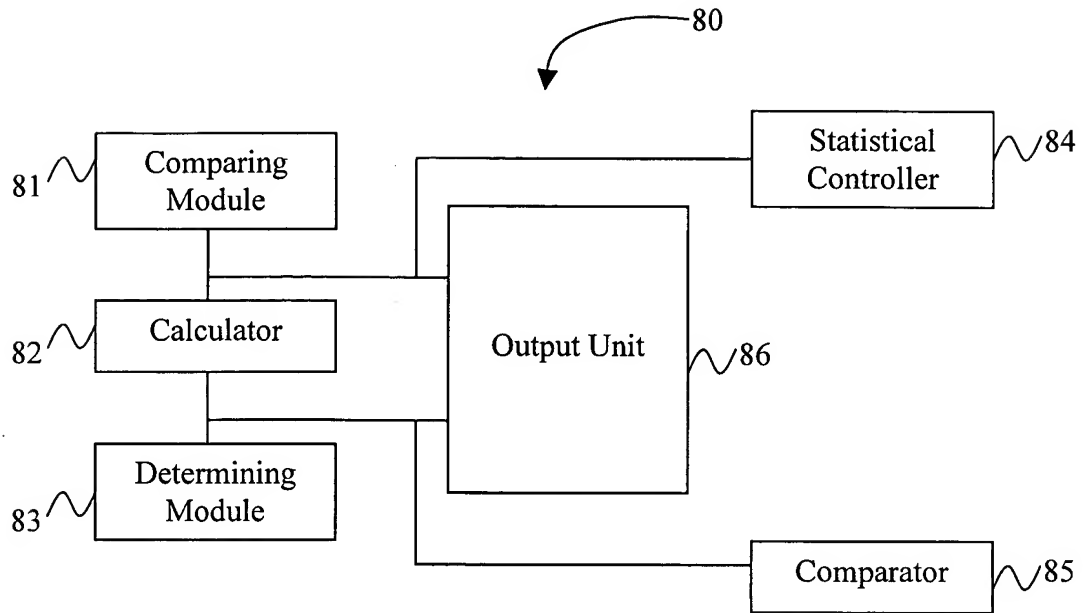 80
Statistical
Controller
84
Comparing
Module
81
Calculator
82
Output Unit
86
Determining
Module
83
Comparator
85